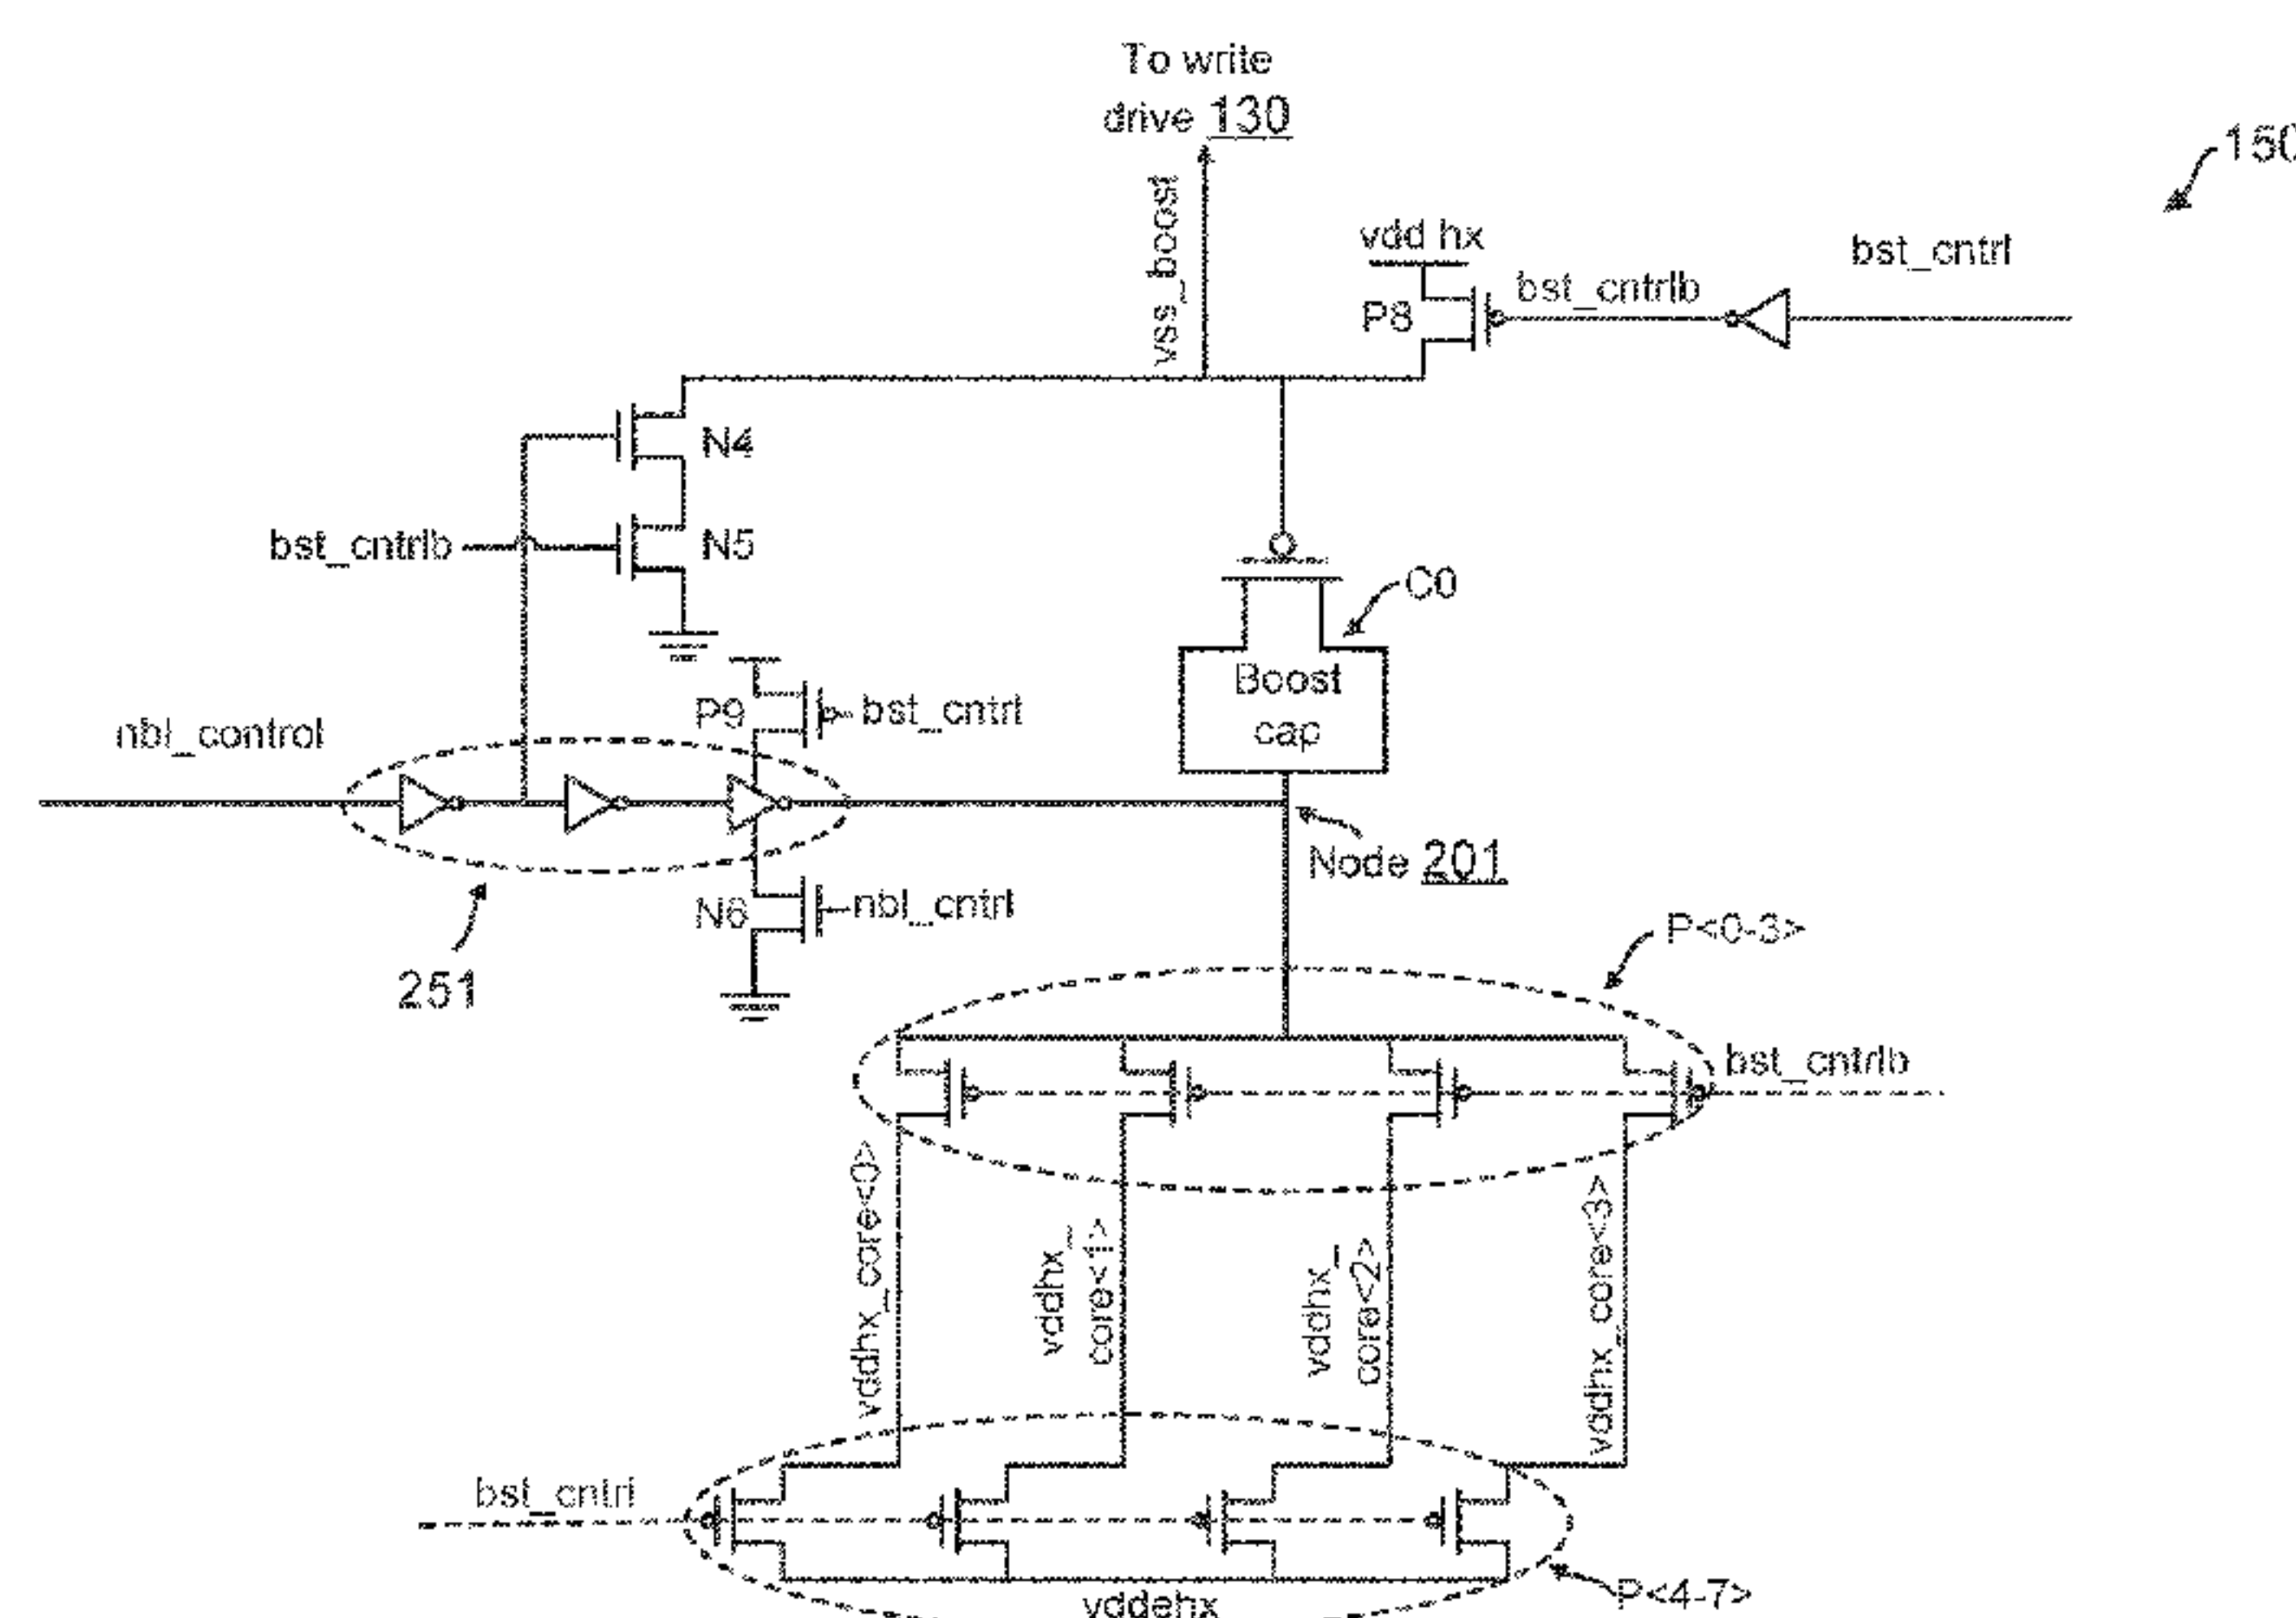 To write
drive 130
150
vss_boost
vdd hx
P8
bst_cntrlb
bst_cntrl
N4
bst_cntrlb
N5
C0
Boost
cap
P9
bst_cntrl
nbl_control
Node 201
N6
nbl_cntrl
251
P<0-3>
bst_cntrlb
vddhx_core<0>
vddhx_
core<1>
vddhx_
core<2>
vddhx_core<3>
bst_cntrl
P<4-7>
vddehx